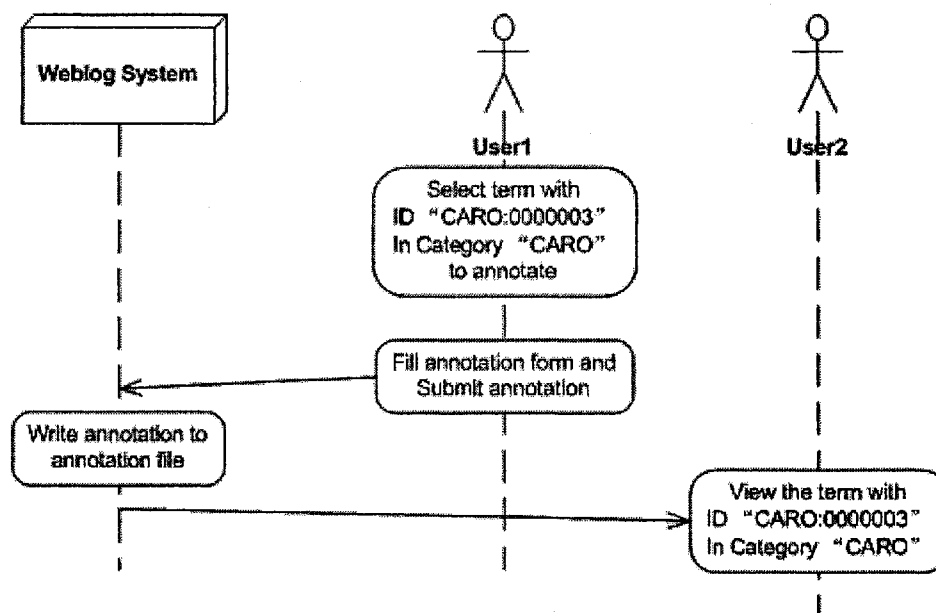 Weblog System
User1
User2
Select term with
ID “CARO:0000003”
In Category “CARO”
to annotate
Fill annotation form and
Submit annotation
Write annotation to
annotation file
View the term with
ID “CARO:0000003”
In Category “CARO”